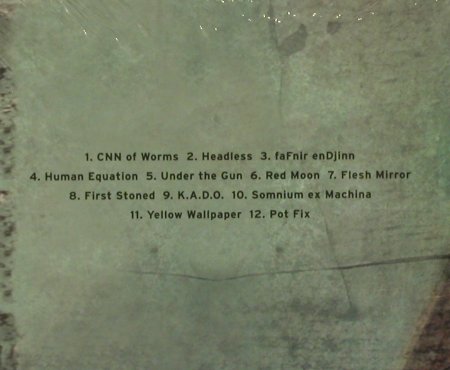 1. CNN of Worms 2. Headless 3. faFnir enDjinn
4. Human Equation 5. Under the Gun 6. Red Moon 7. Flesh Mirror
8. First Stoned 9. K.A.D.O. 10. Somnium ex Machina
11. Yellow Wallpaper 12. Pot Fix